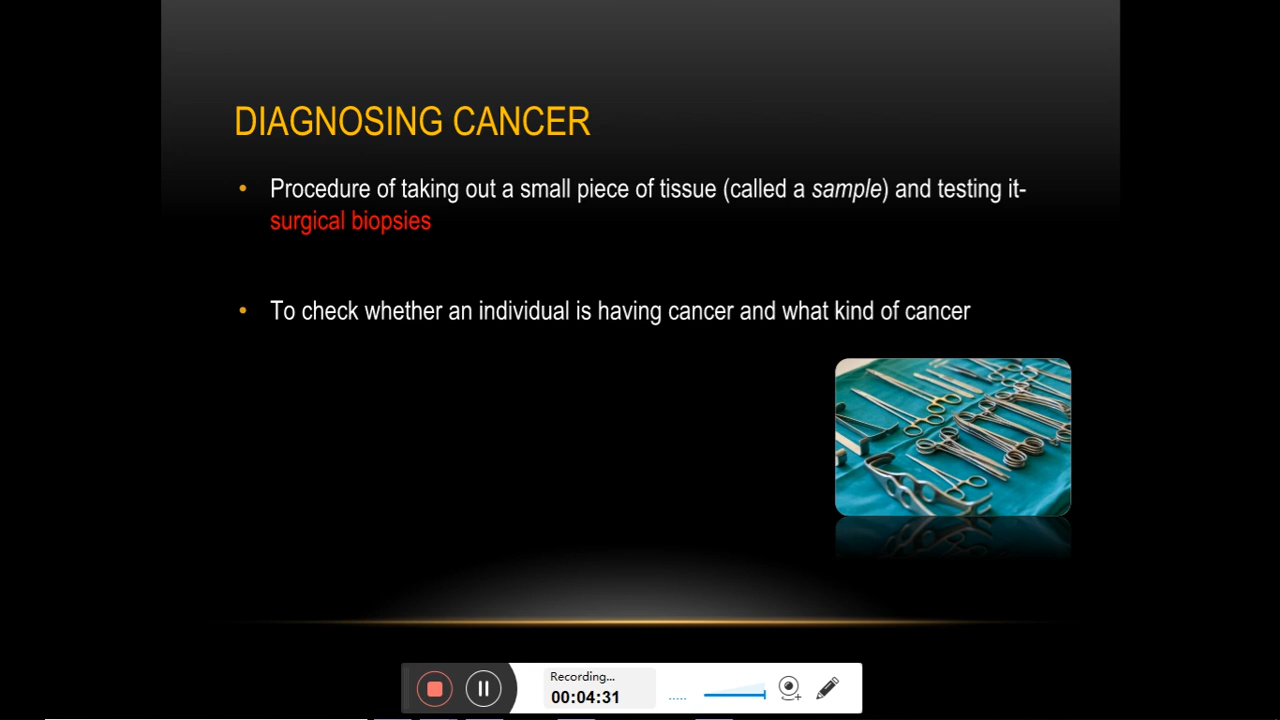 DIAGNOSING CANCER
• Procedure of taking out a small piece of tissue (called a sample) and testing it-
surgical biopsies
• To check whether an individual is having cancer and what kind of cancer
Recording...
00:04:31